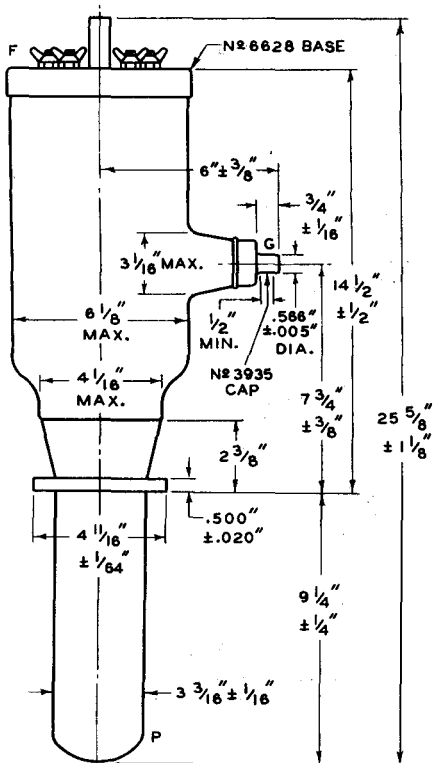 F
Nº 6628 BASE
6" ± 3/8"
3/4"
± 1/16"
G
3 1/16" MAX.
14 1/2"
± 1/2"
6 1/8"
MAX.
1/2"
MIN.
.566"
±.005"
DIA.
Nº 3935
CAP
4 1/16"
MAX.
7 3/4"
± 3/8"
25 5/8"
± 1 1/8"
2 3/8"
.500"
±.020"
4 11/16"
± 1/64"
9 1/4"
± 1/4"
3 3/16" ± 1/16"
P